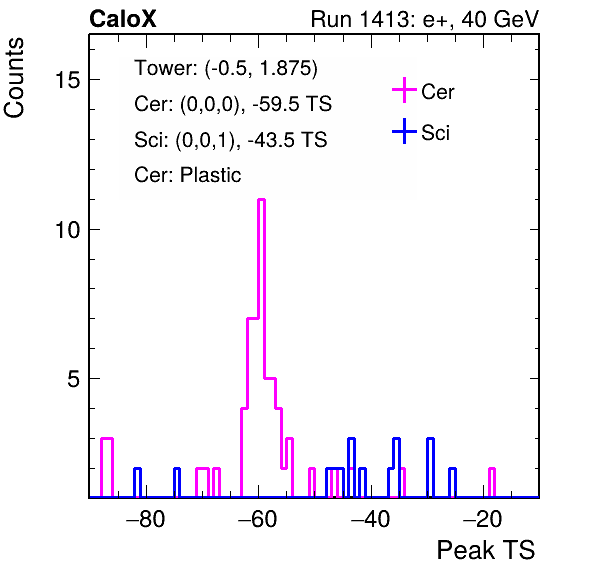 CaloX Run 1413: e+, 40 GeV
Tower: (-0.5, 1.875)
Cer: (0,0,0), -59.5 TS
Sci: (0,0,1), -43.5 TS
Cer: Plastic
Cer
Sci
Counts
15
10
5
−80 −60 −40 −20
Peak TS